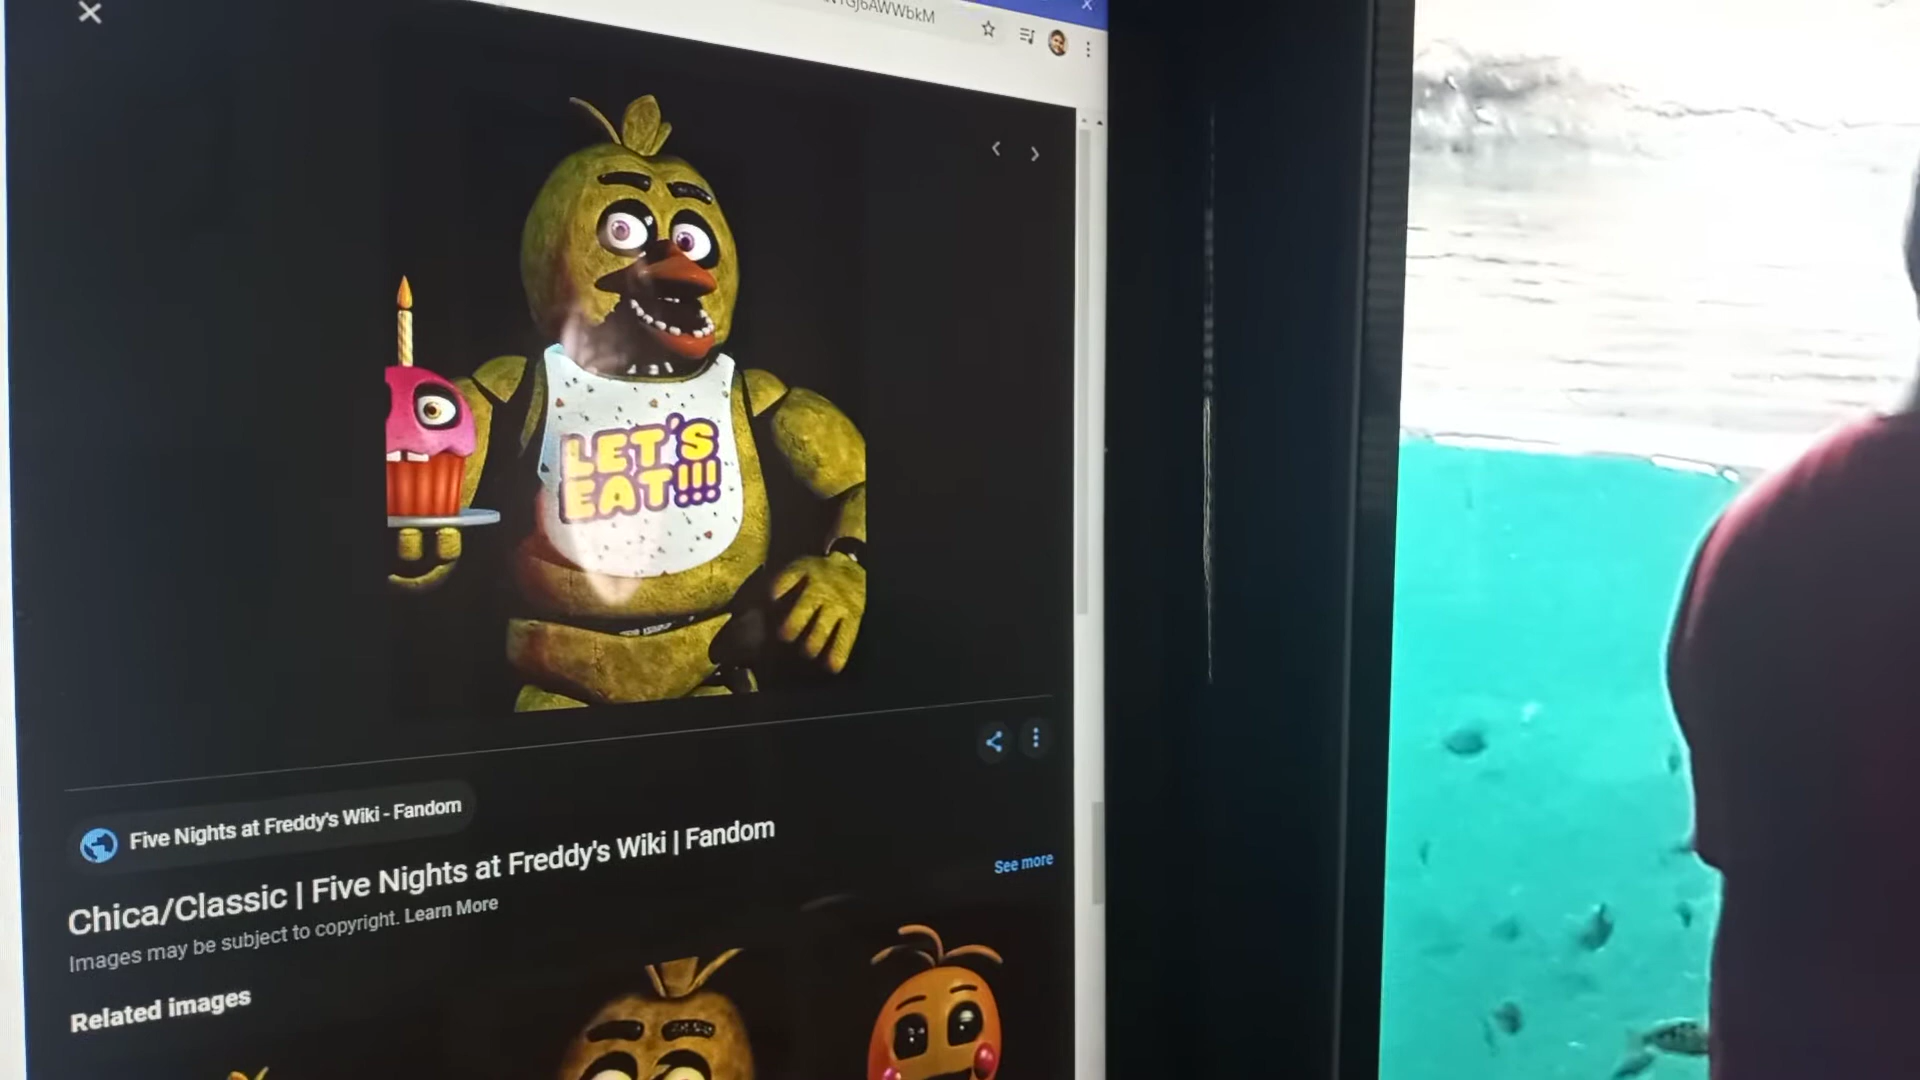 LET'S
EAT!!!
Five Nights at Freddy's Wiki - Fandom
Chica/Classic | Five Nights at Freddy's Wiki | Fandom
See more
Images may be subject to copyright. Learn More
Related images